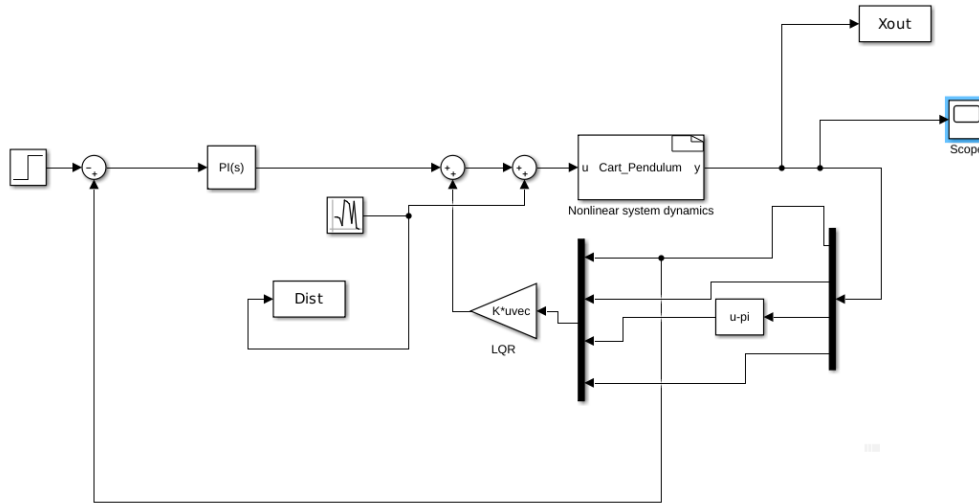 Xout
Scope
PI(s)
u Cart_Pendulum y
Nonlinear system dynamics
Dist
K*uvec
u-pi
LQR